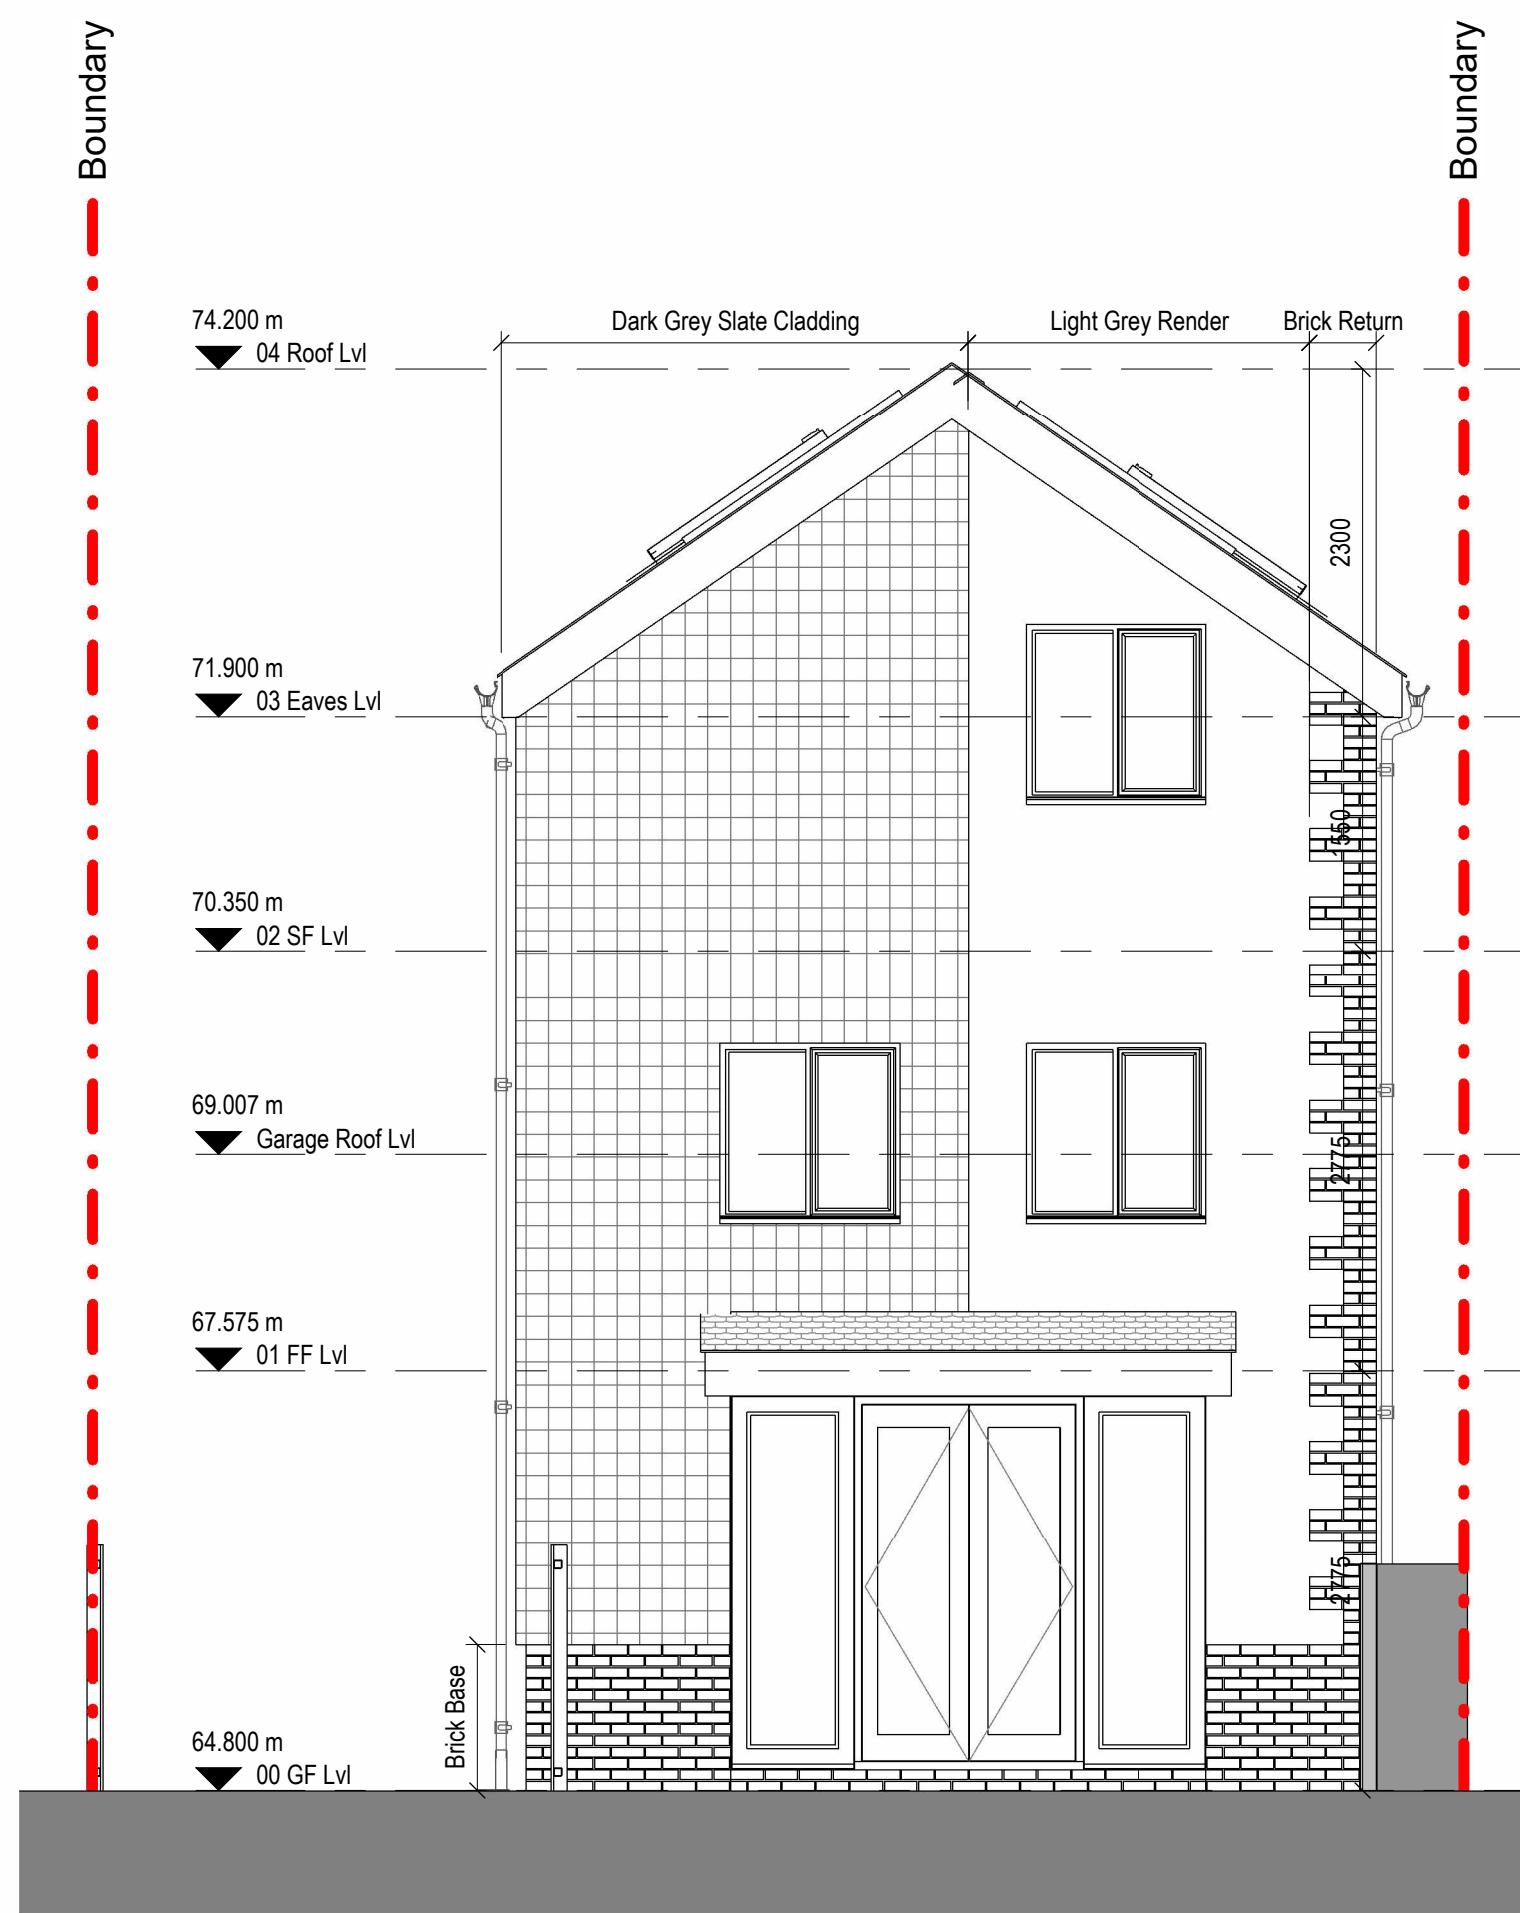 Boundary
Boundary
74.200 m
04 Roof Lvl
Dark Grey Slate Cladding
Light Grey Render
Brick Return
2300
71.900 m
03 Eaves Lvl
1550
70.350 m
02 SF Lvl
69.007 m
Garage Roof Lvl
2775
67.575 m
01 FF Lvl
2775
Brick Base
64.800 m
00 GF Lvl